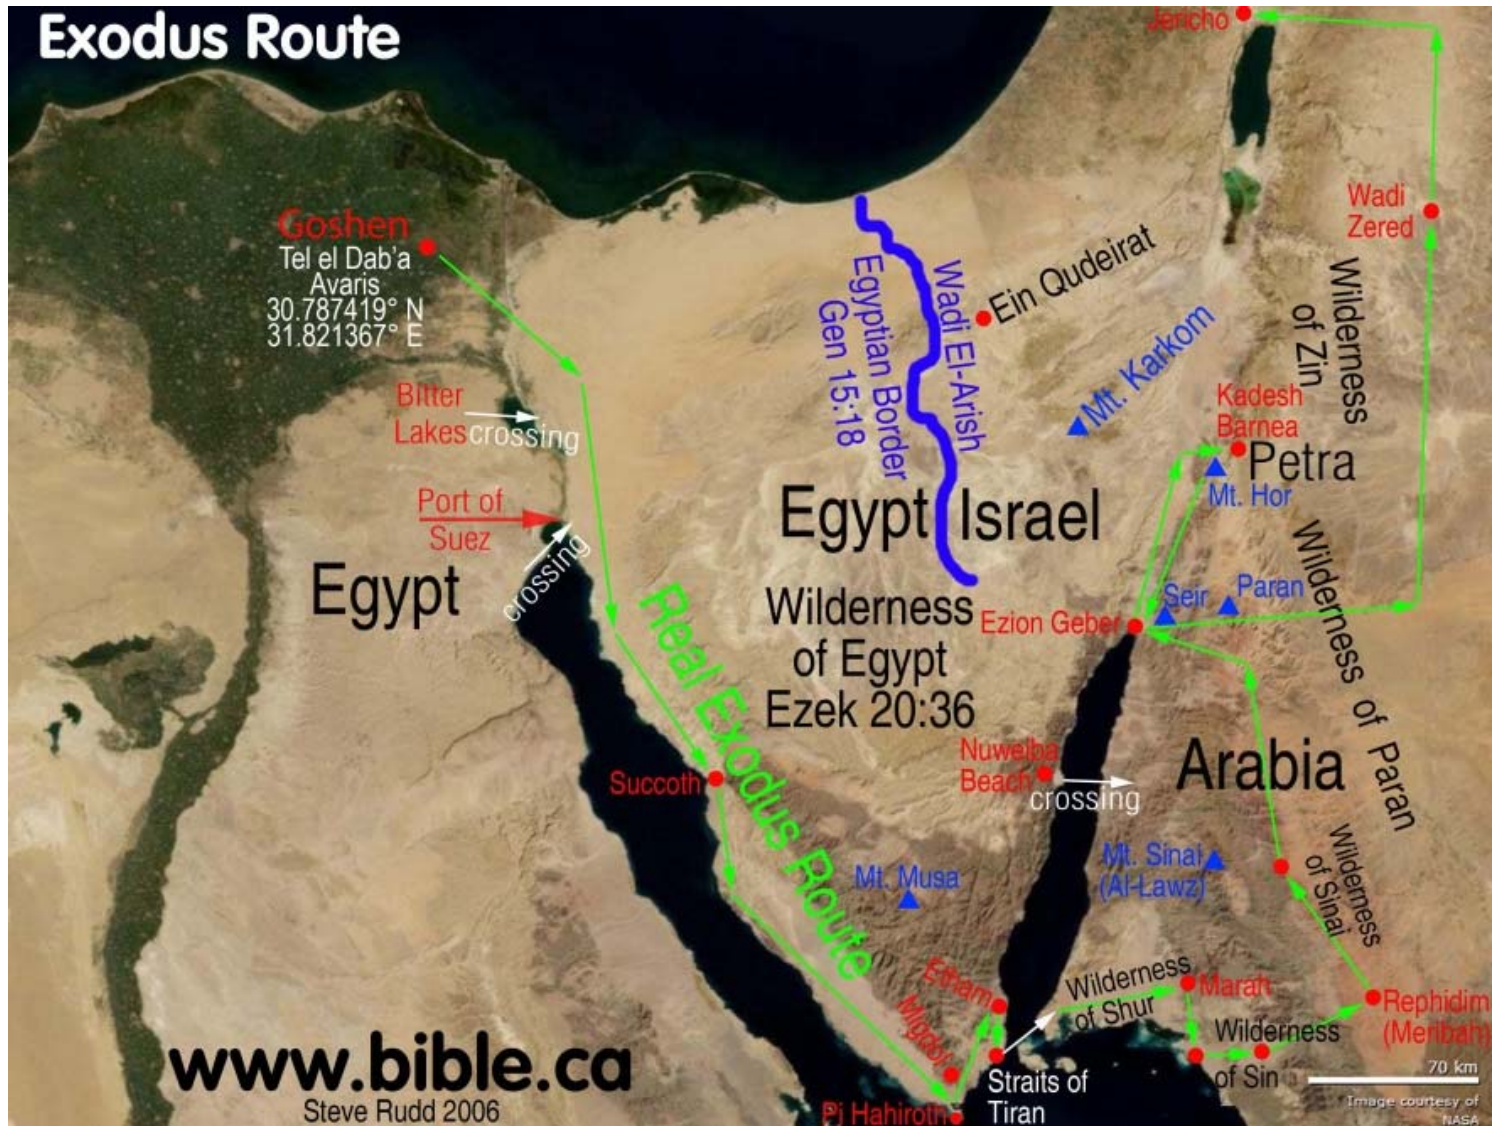 Exodus Route
Jericho
Goshen
Tel el Dab'a
Avaris
30.787419° N
31.821367° E
Wadi
Zered
Wadi El-Arish
Egyptian Border
Gen 15:18
Ein Qudeirat
Wilderness
of Zin
Mt. Karkom
Bitter
Lakes
crossing
Kadesh
Barnea
Petra
Mt. Hor
Port of
Suez
crossing
Egypt
Egypt
Israel
Wilderness
of Egypt
Ezek 20:36
Ezion Geber
Seir
Paran
Wilderness of Paran
Real Exodus Route
Succoth
Nuweiba
Beach
crossing
Arabia
Mt. Musa
Mt. Sinai
(Al-Lawz)
Wilderness
of Sinai
Etham
Migdol
Wilderness
of Shur
Marah
Rephidim
(Meribah)
Wilderness
of Sin
Straits of
Tiran
Pi Hahiroth
www.bible.ca
Steve Rudd 2006
70 km
Image courtesy of
NASA